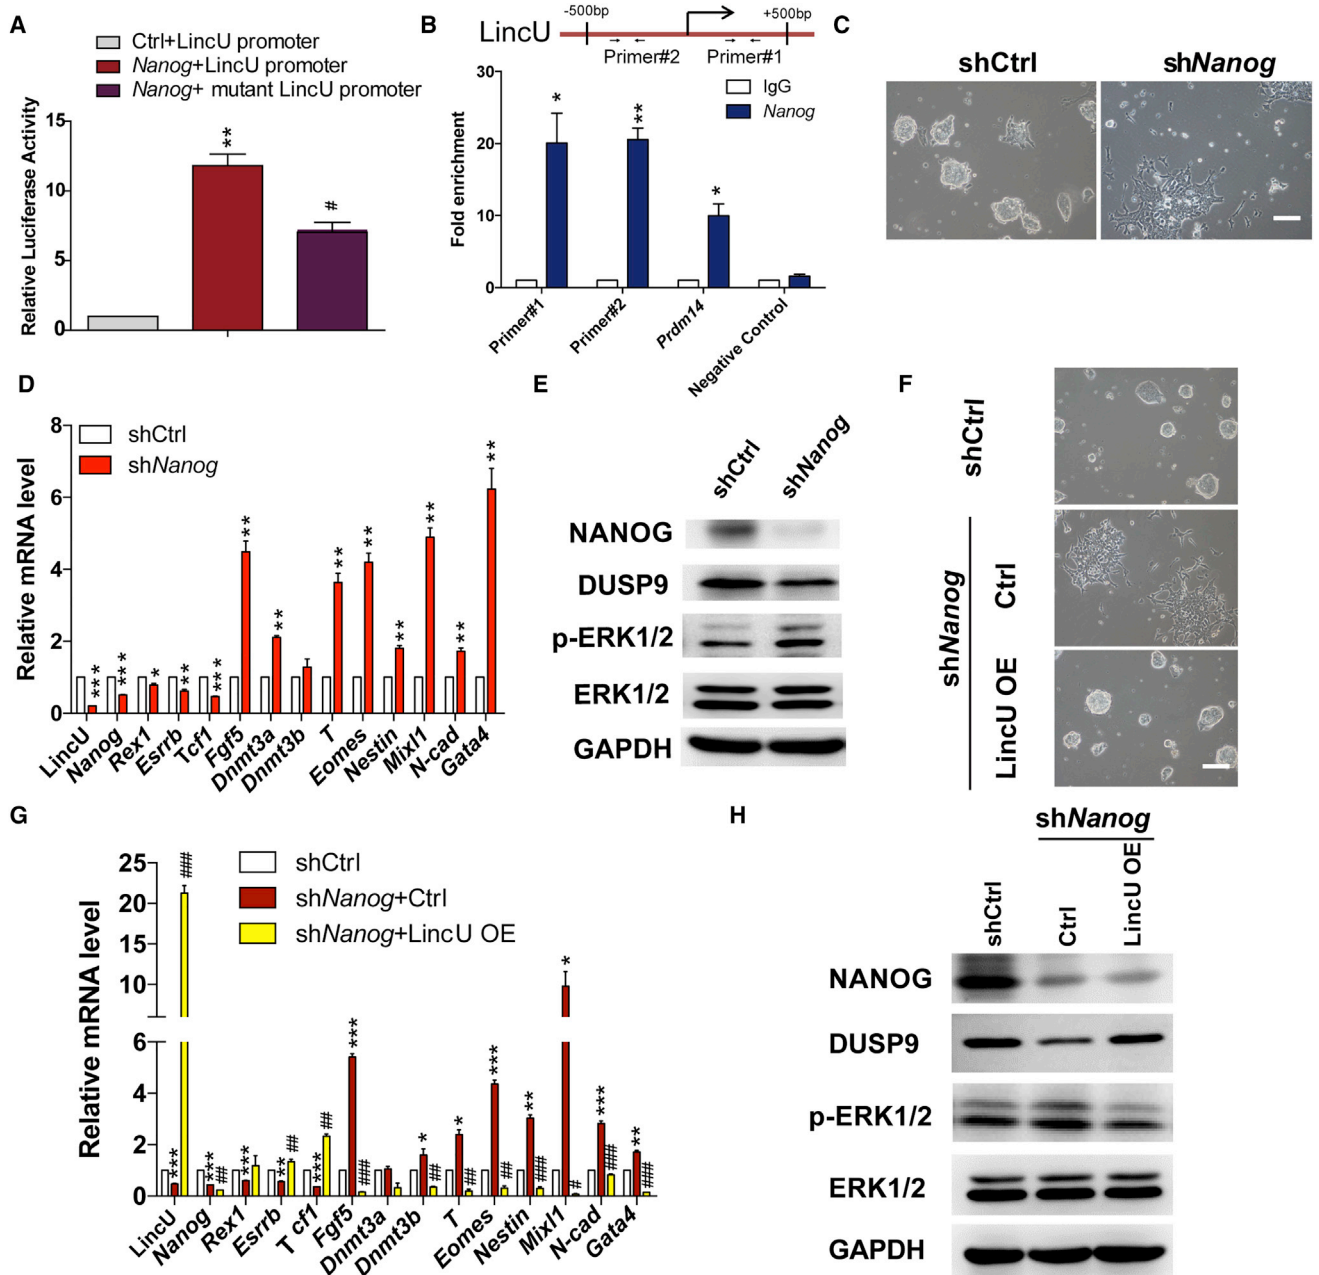 A
Ctrl+LincU promoter
Nanog+LincU promoter
Nanog+ mutant LincU promoter
Relative Luciferase Activity
15
10
5
0
**
#
B
-500bp
+500bp
LincU
Primer#2
Primer#1
IgG
Nanog
Fold enrichment
30
20
10
0
*
**
*
Primer#1
Primer#2
Prdm14
Negative Control
C
shCtrl
shNanog
D
shCtrl
shNanog
Relative mRNA level
8
6
4
2
0
***
***
*
**
***
**
**
**
**
**
**
**
**
LincU
Nanog
Rex1
Esrrb
Tcf1
Fgf5
Dnmt3a
Dnmt3b
T
Eomes
Nestin
Mixl1
N-cad
Gata4
E
shCtrl
shNanog
NANOG
DUSP9
p-ERK1/2
ERK1/2
GAPDH
F
shCtrl
shNanog
Ctrl
LincU OE
G
shCtrl
shNanog+Ctrl
shNanog+LincU OE
Relative mRNA level
25
20
15
10
6
4
2
0
***
###
***
##
***
**
##
***
##
***
###
*
##
*
##
***
##
**
###
*
#
***
###
**
###
LincU
Nanog
Rex1
Esrrb
T cf1
Fgf5
Dnmt3a
Dnmt3b
T
Eomes
Nestin
Mixl1
N-cad
Gata4
H
shNanog
shCtrl
Ctrl
LincU OE
NANOG
DUSP9
p-ERK1/2
ERK1/2
GAPDH